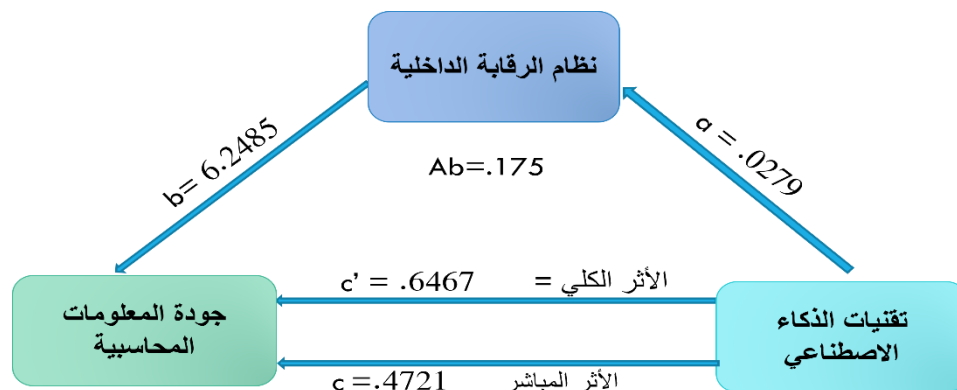 نظام الرقابة الداخلية
a = .0279
b= 6.2485
Ab=.175
الأثر الكلي = c' = .6467
تقنيات الذكاء
الاصطناعي
جودة المعلومات
المحاسبية
الأثر المباشر c =.4721